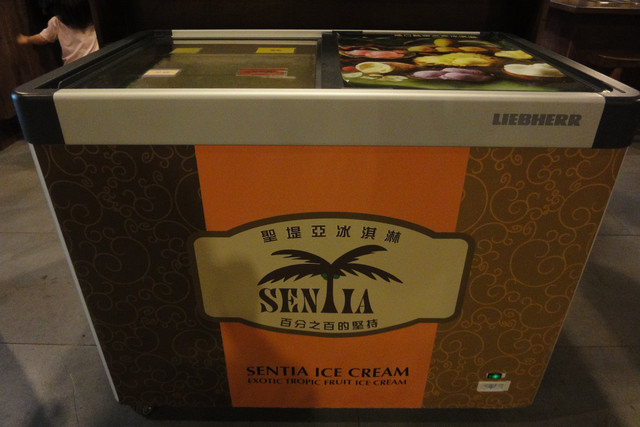 LIEBHERR
聖堤亞冰淇淋
SENTIA
百分之百的堅持
SENTIA ICE CREAM
EXOTIC TROPIC FRUIT ICE CREAM